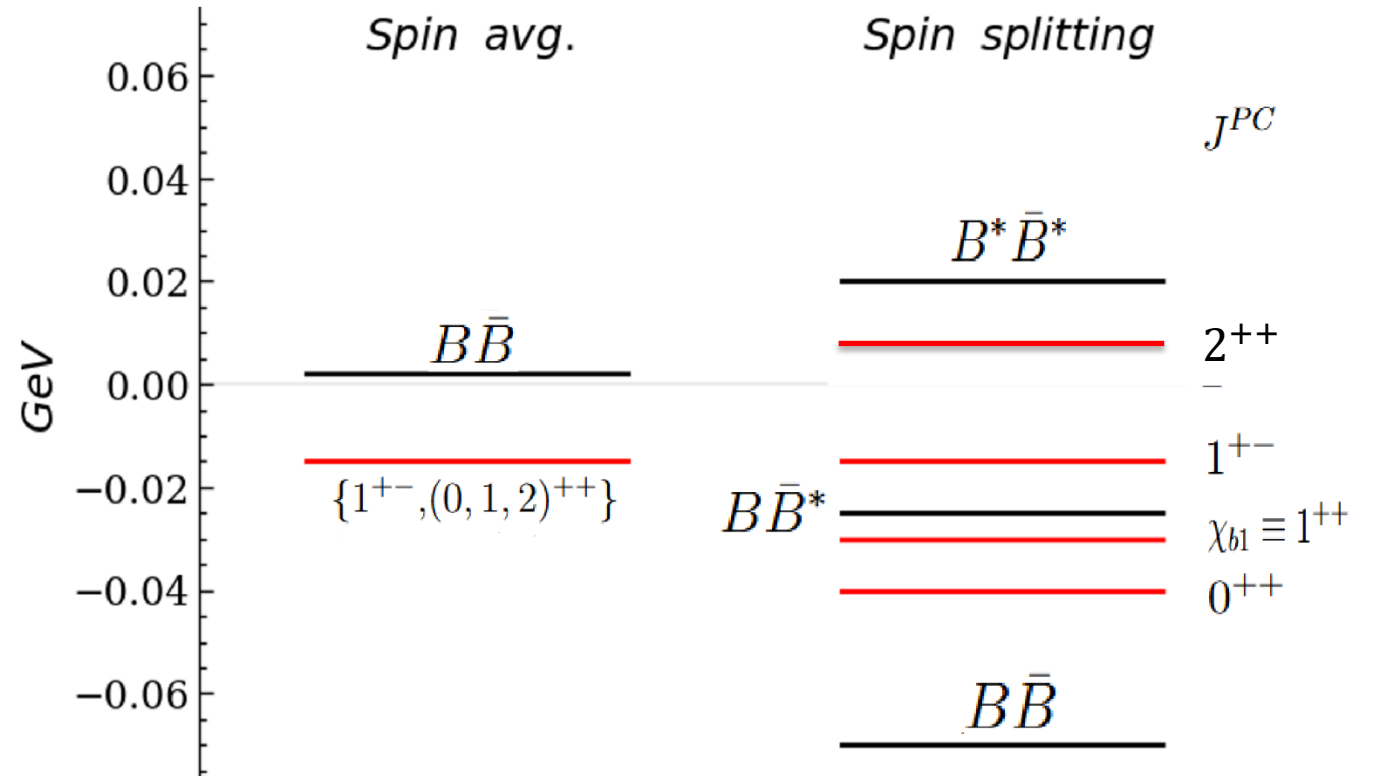 Spin avg.
Spin splitting
0.06
J^{PC}
0.04
B*B̄*
0.02
BB̄
2⁺⁺
GeV
0.00
1⁺⁻
−0.02
{1⁺⁻,(0, 1, 2)⁺⁺}
BB̄*
χ_{b1} ≡ 1⁺⁺
−0.04
0⁺⁺
−0.06
BB̄